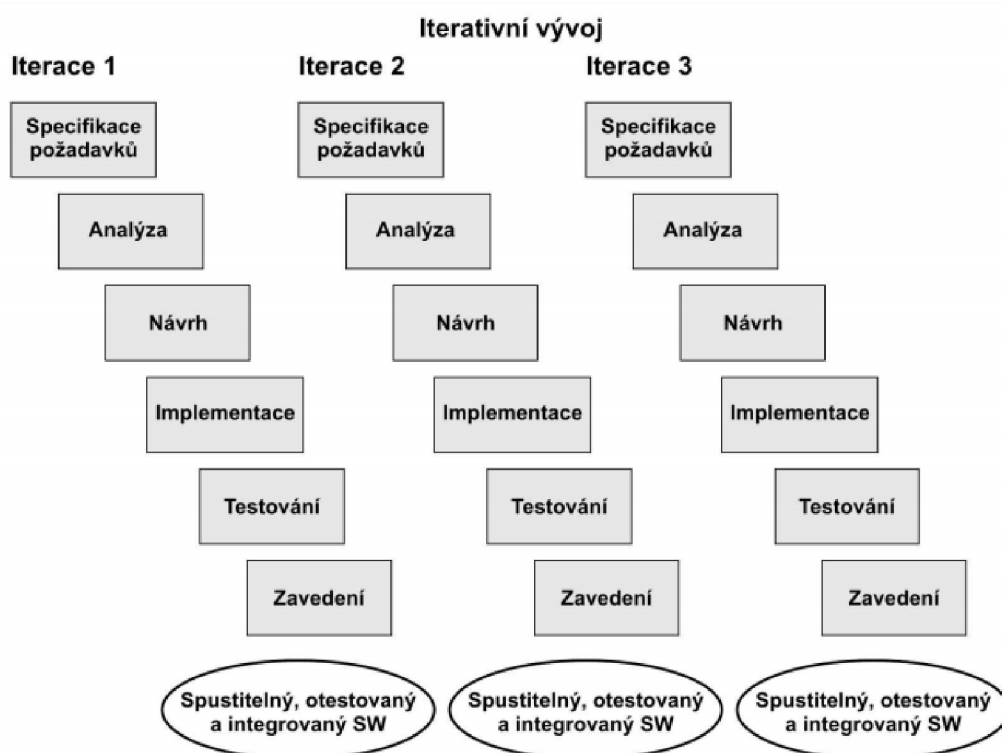 Iterativní vývoj
Iterace 1
Iterace 2
Iterace 3
Specifikace
požadavků
Specifikace
požadavků
Specifikace
požadavků
Analýza
Analýza
Analýza
Návrh
Návrh
Návrh
Implementace
Implementace
Implementace
Testování
Testování
Testování
Zavedení
Zavedení
Zavedení
Spustitelný, otestovaný
a integrovaný SW
Spustitelný, otestovaný
a integrovaný SW
Spustitelný, otestovaný
a integrovaný SW